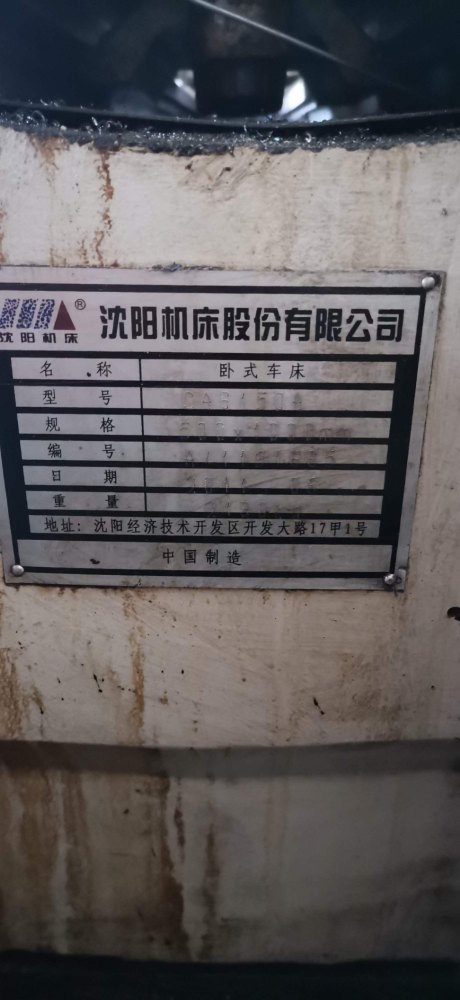 沈阳机床
®
沈阳机床股份有限公司
名 称 卧式车床
型 号
规 格
编 号
日 期
重 量
地址: 沈阳经济技术开发区开发大路17甲1号
中国制造